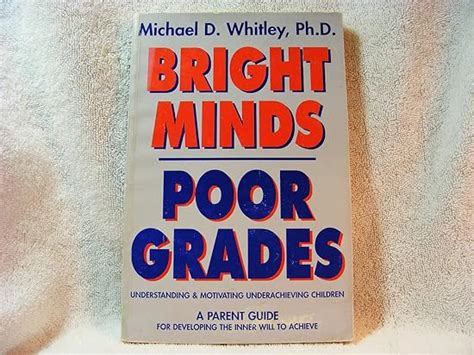 Michael D. Whitley, Ph.D.
BRIGHT
MINDS
POOR
GRADES
UNDERSTANDING & MOTIVATING UNDERACHIEVING CHILDREN
A PARENT GUIDE
FOR DEVELOPING THE INNER WILL TO ACHIEVE